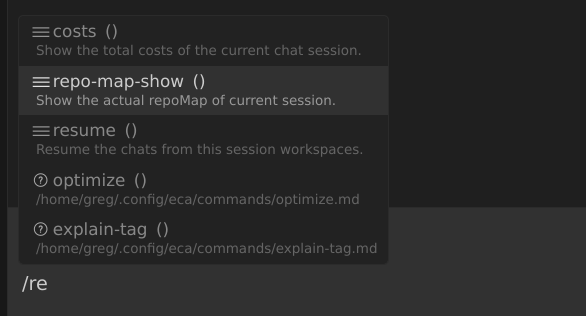 costs ()
Show the total costs of the current chat session.
repo-map-show ()
Show the actual repoMap of current session.
resume ()
Resume the chats from this session workspaces.
optimize ()
/home/greg/.config/eca/commands/optimize.md
explain-tag ()
/home/greg/.config/eca/commands/explain-tag.md
/re